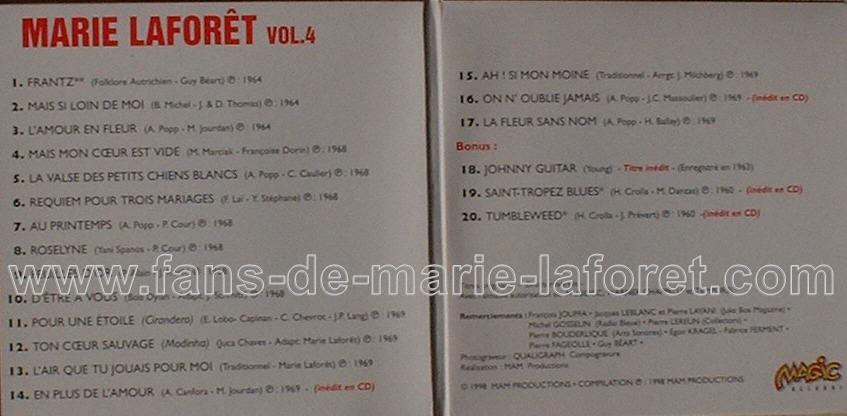 MARIE LAFORÊT VOL.4
1. FRANTZ** (Folklore Autrichien - Guy Béart) ℗ : 1964
2. MAIS SI LOIN DE MOI (B. Michel - J. & D. Thomas) ℗ : 1964
3. L'AMOUR EN FLEUR (A. Popp - M. Jourdan) ℗ : 1964
4. MAIS MON CŒUR EST VIDE (M. Marciak - Françoise Dorin) ℗ : 1968
5. LA VALSE DES PETITS CHIENS BLANCS (A. Popp - C. Caulier) ℗ : 1968
6. REQUIEM POUR TROIS MARIAGES (F. Lai - Y. Stéphane) ℗ : 1968
7. AU PRINTEMPS (A. Popp - P. Cour) ℗ : 1968
8. ROSELYNE (Yani Spanos - P. Cour) ℗ : 1968
10. D'ÊTRE À VOUS (Bob Dylan - Adapt. 1968
11. POUR UNE ÉTOILE (Cirandeiro) (E. Lobo- Capinan - C. Chevrot - J.P. Lang) ℗ : 1969
12. TON CŒUR SAUVAGE (Modinha) (Juca Chaves - Adapt: Marie Laforêt) ℗ : 1969
13. L'AIR QUE TU JOUAIS POUR MOI (Traditionnel - Marie Laforêt) ℗ : 1969
14. EN PLUS DE L'AMOUR (A. Canfora - M. Jourdan) ℗ : 1969 - (inédit en CD)
15. AH ! SI MON MOINE (Traditionnel - Arrgt: J. Milchberg) ℗ : 1969
16. ON N' OUBLIE JAMAIS (A. Popp - J.C. Massoulier) ℗ : 1969 - (inédit en CD)
17. LA FLEUR SANS NOM (A. Popp - H. Ballay) ℗ : 1969
Bonus :
18. JOHNNY GUITAR (Young) - Titre inédit - (Enregistré en 1963)
19. SAINT-TROPEZ BLUES* (H. Crolla - M. Dancas) ℗ : 1960 - (inédit en CD)
20. TUMBLEWEED* (H. Crolla - J. Prévert) ℗ : 1960 -(inédit en CD)
www.fans-de-marie-laforet.com
Remerciements : François JOUFFA - Jacques LEBLANC et Pierre LAYANI (Juke Box Magazine) -
Michel GOSSELIN (Radio Bleue) - Pierre LEREUN (Collectors) -
Pierre BOUDERLIQUE (Arts Sonores) - Egon KRAGEL - Fabrice FERMENT -
Pierre FAGEOLLE - Guy BÉART •
Photograveur : QUALIGRAPH Compogravure
Réalisation : MAM Productions
© 1998 MAM PRODUCTIONS • COMPILATION ℗ : 1998 MAM PRODUCTIONS
MAGIC
RECORDS